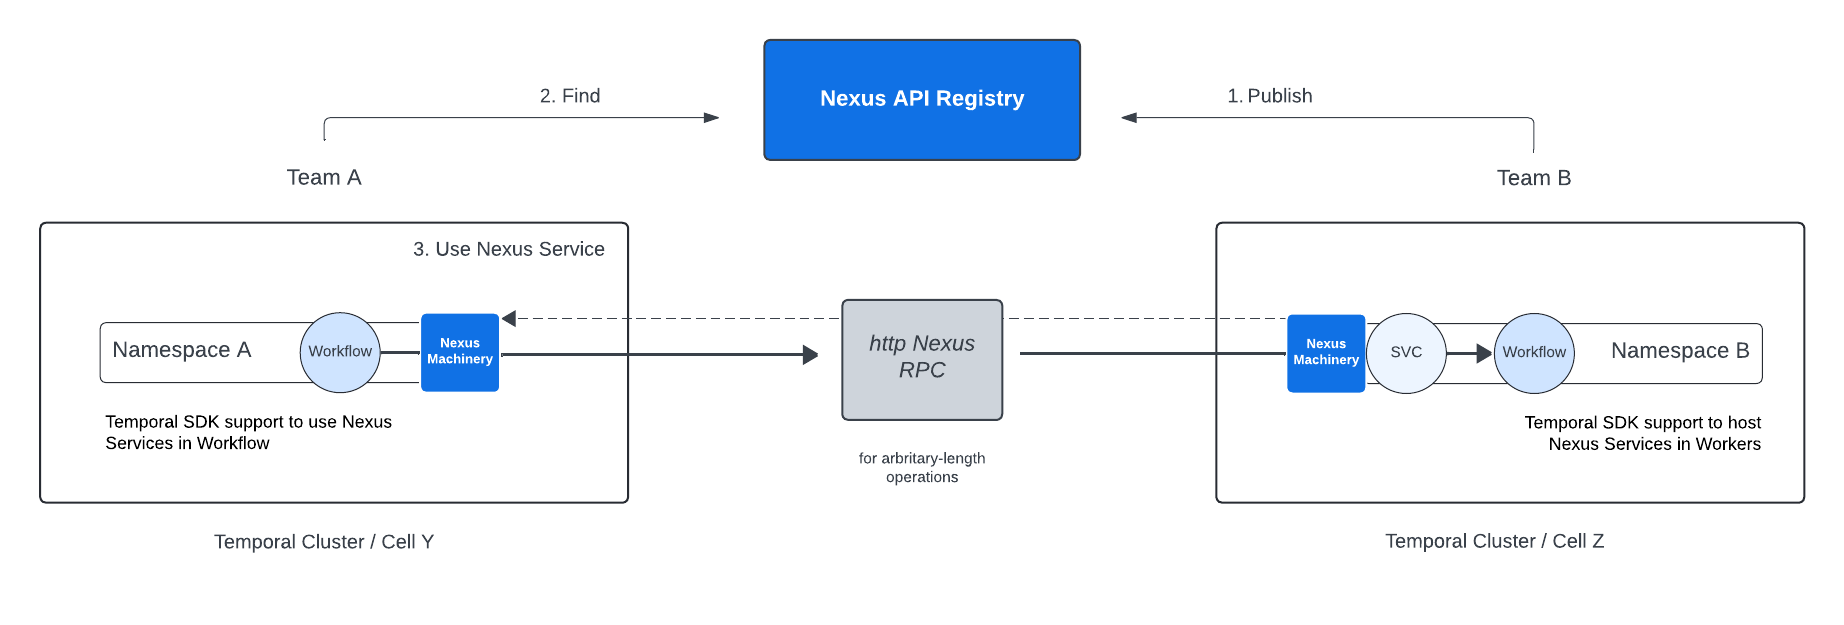 Nexus API Registry
2. Find
1. Publish
Team A
Team B
3. Use Nexus Service
Namespace A
Workflow
Nexus
Machinery
http Nexus
RPC
Nexus
Machinery
SVC
Workflow
Namespace B
Temporal SDK support to use Nexus
Services in Workflow
for arbritary-length
operations
Temporal SDK support to host
Nexus Services in Workers
Temporal Cluster / Cell Y
Temporal Cluster / Cell Z